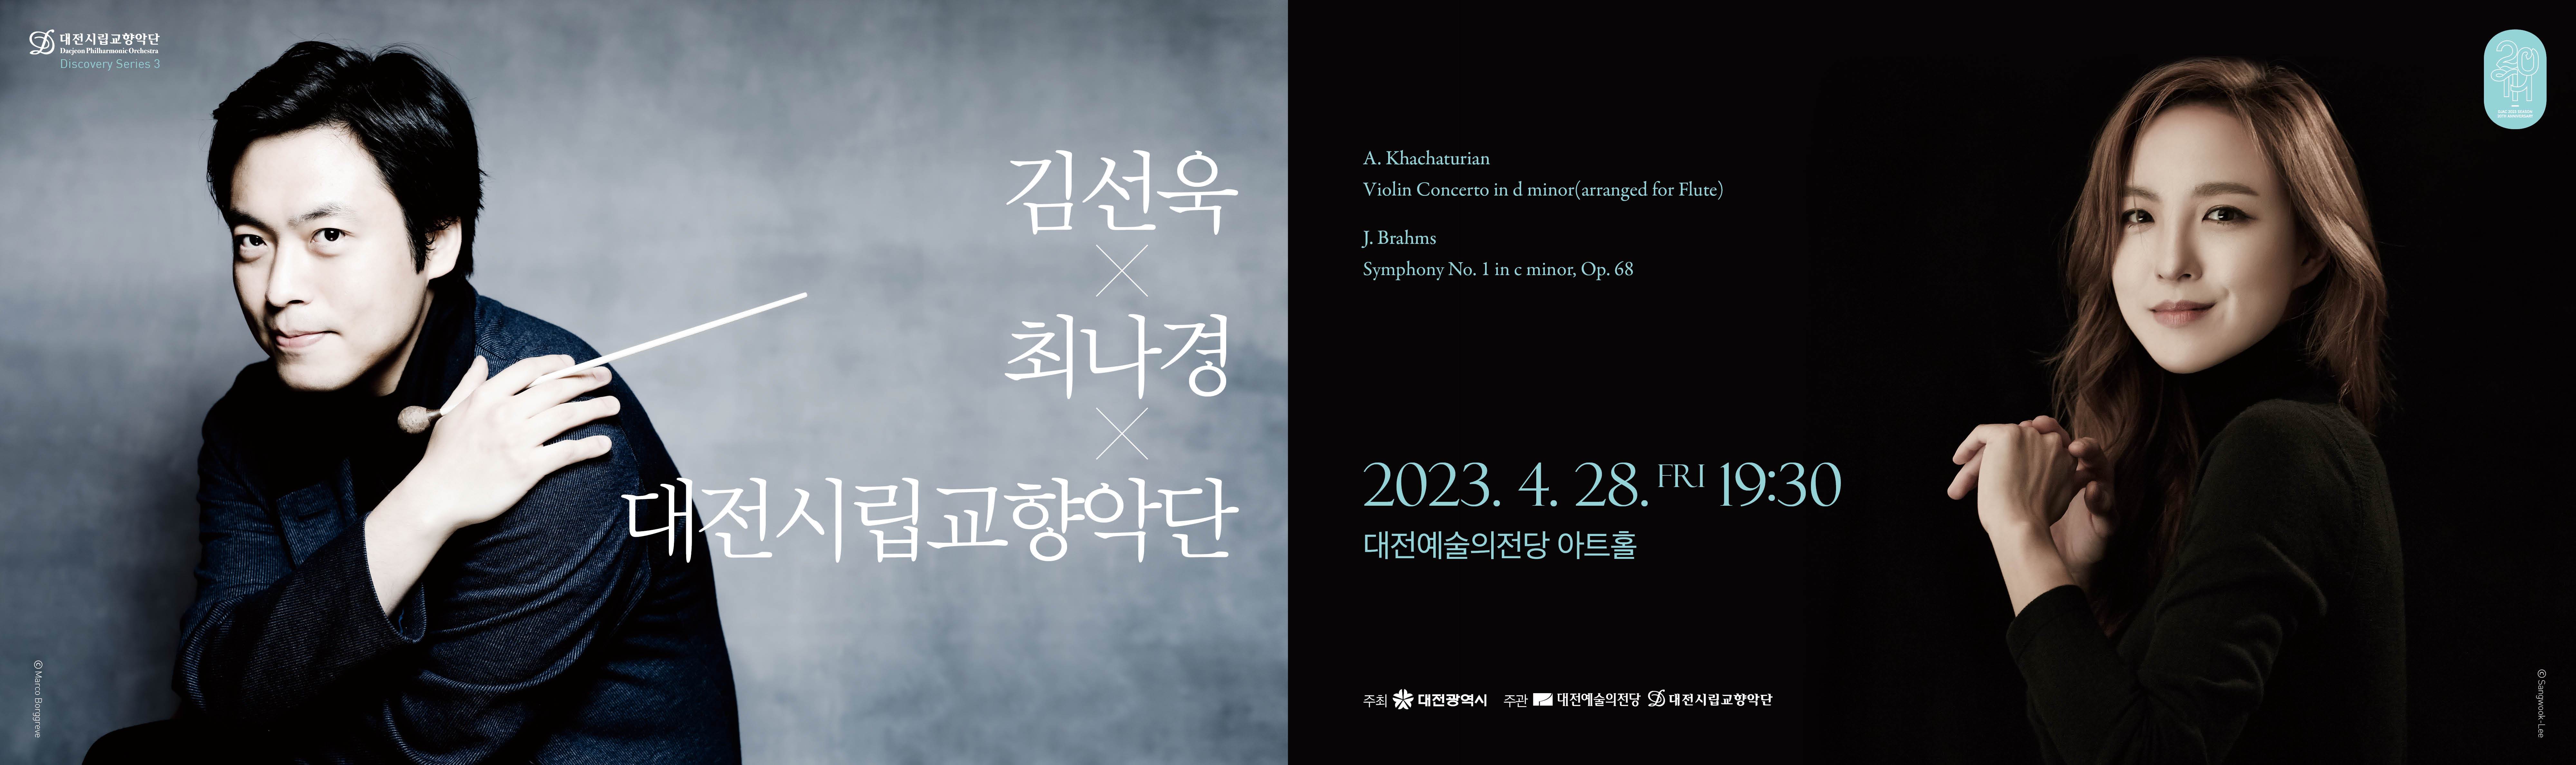 대전시립교향악단
Daejeon Philharmonic Orchestra
Discovery Series 3
김선욱
×
최나경
×
대전시립교향악단
© Marco Borggreve
A. Khachaturian
Violin Concerto in d minor(arranged for Flute)
J. Brahms
Symphony No. 1 in c minor, Op. 68
2023. 4. 28. FRI 19:30
대전예술의전당 아트홀
주최 대전광역시 주관 대전예술의전당 대전시립교향악단
20TH
© Sangwook-Lee